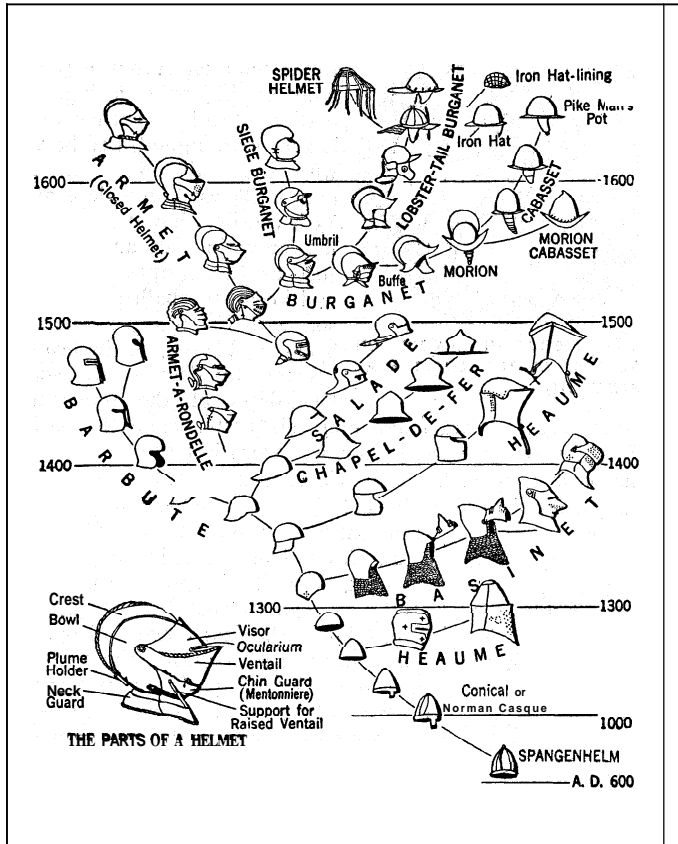 SPIDER
HELMET
Iron Hat-lining
Pike Man's
Pot
Iron Hat
LOBSTER-TAIL BURGANET
SIEGE BURGANET
ARMET
(Closed Helmet)
1600
1600
CABASSET
Umbril
MORION
CABASSET
MORION
Buffe
BURGANET
1500
1500
ARMET-A-RONDELLE
SALADE
CHAPEL-DE-FER
HEAUME
BARBUTE
1400
1400
BASINET
1300
1300
HEAUME
Crest
Bowl
Visor
Ocularium
Ventail
Plume
Holder
Chin Guard
(Mentonniere)
Neck
Guard
Support for
Raised Ventail
THE PARTS OF A HELMET
Conical or
Norman Casque
1000
SPANGENHELM
A.D. 600